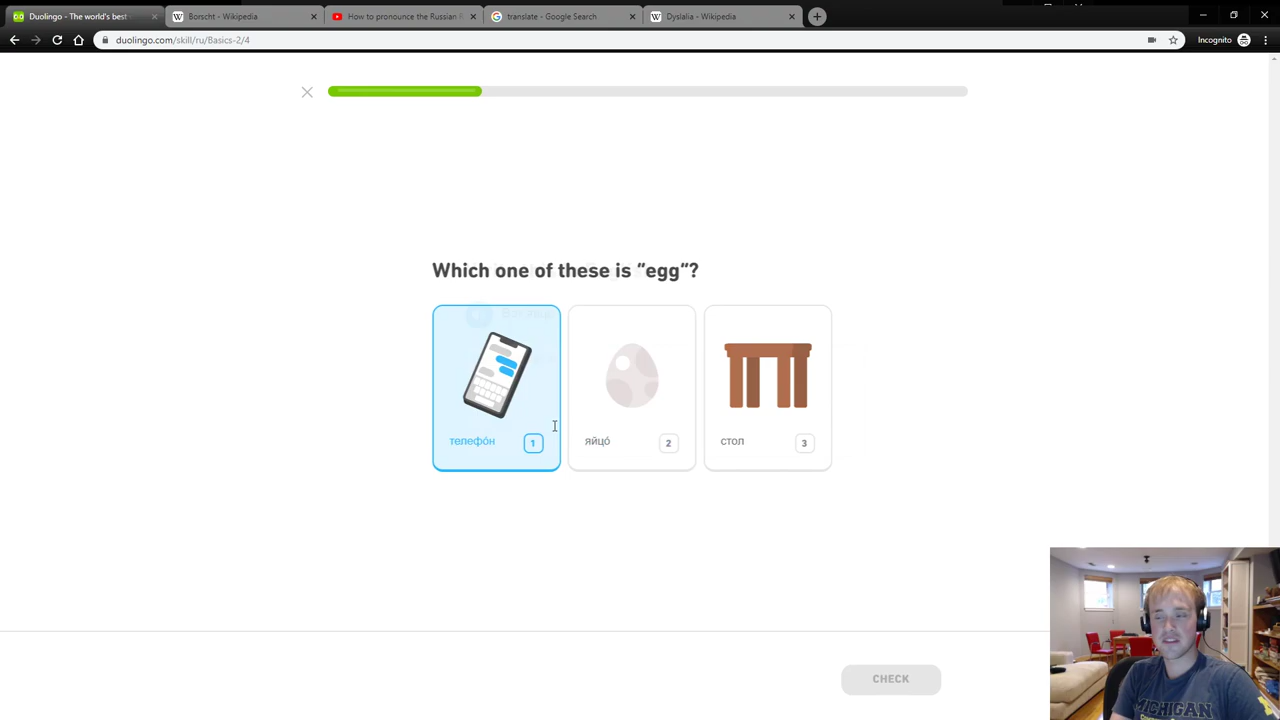 Duolingo - The world's best
Borscht - Wikipedia
How to pronounce the Russian
translate - Google Search
Dyslalia - Wikipedia
duolingo.com/skill/ru/Basics-2/4
Incognito
Which one of these is “egg”?
телефо́н 1
яйцо́ 2
стол 3
CHECK
MICHIGAN